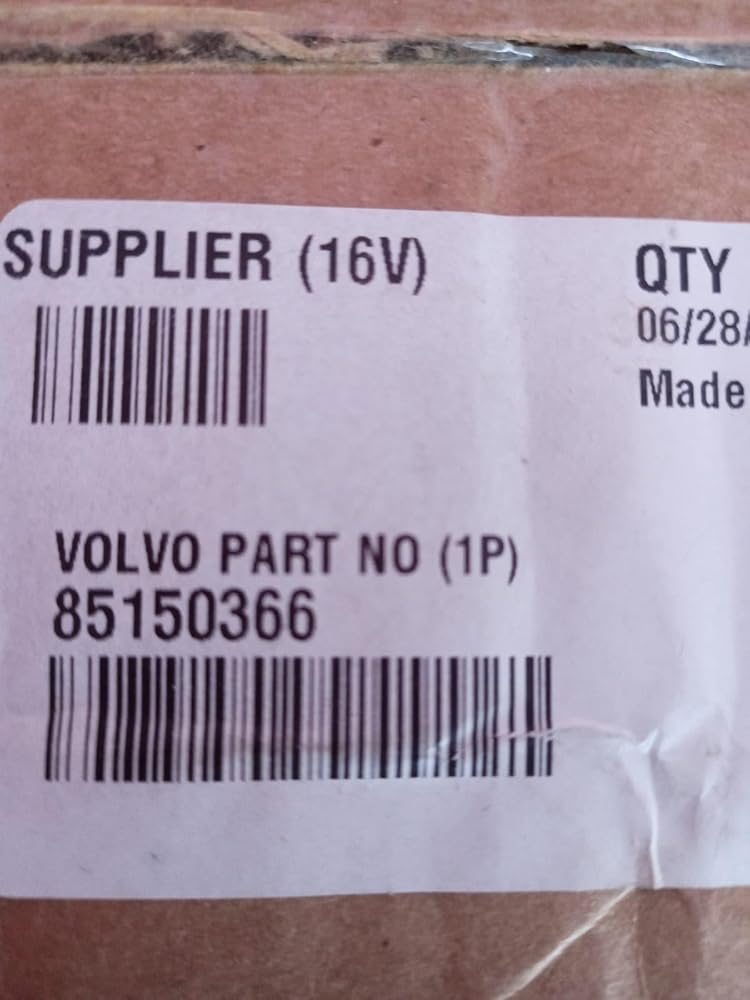 SUPPLIER (16V)
QTY
06/28/
Made
VOLVO PART NO (1P)
85150366